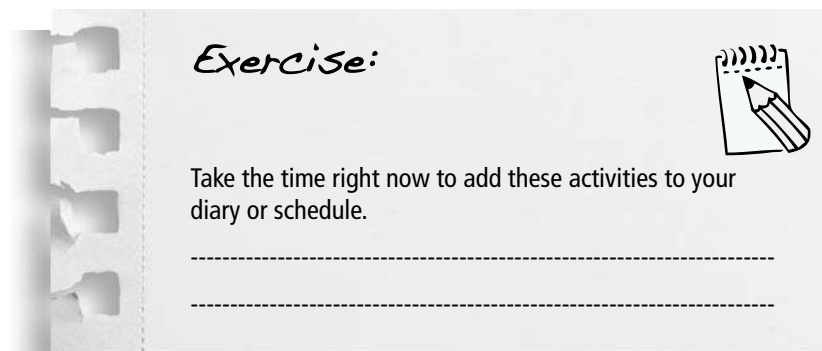 Exercise:
Take the time right now to add these activities to your
diary or schedule.